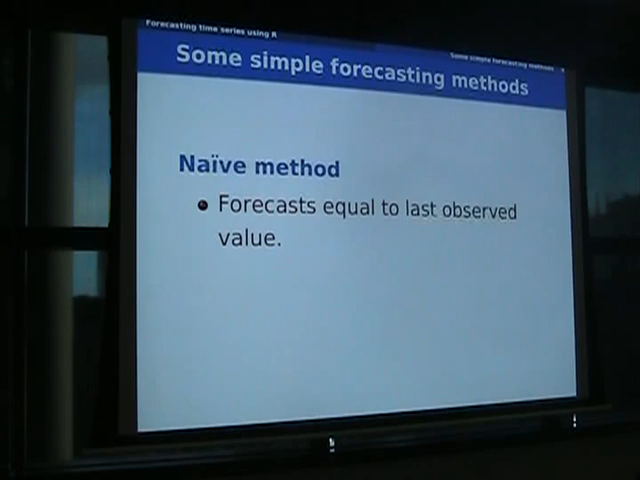 Forecasting time series using R
Some simple forecasting methods
Some simple forecasting methods
Naïve method
Forecasts equal to last observed
value.